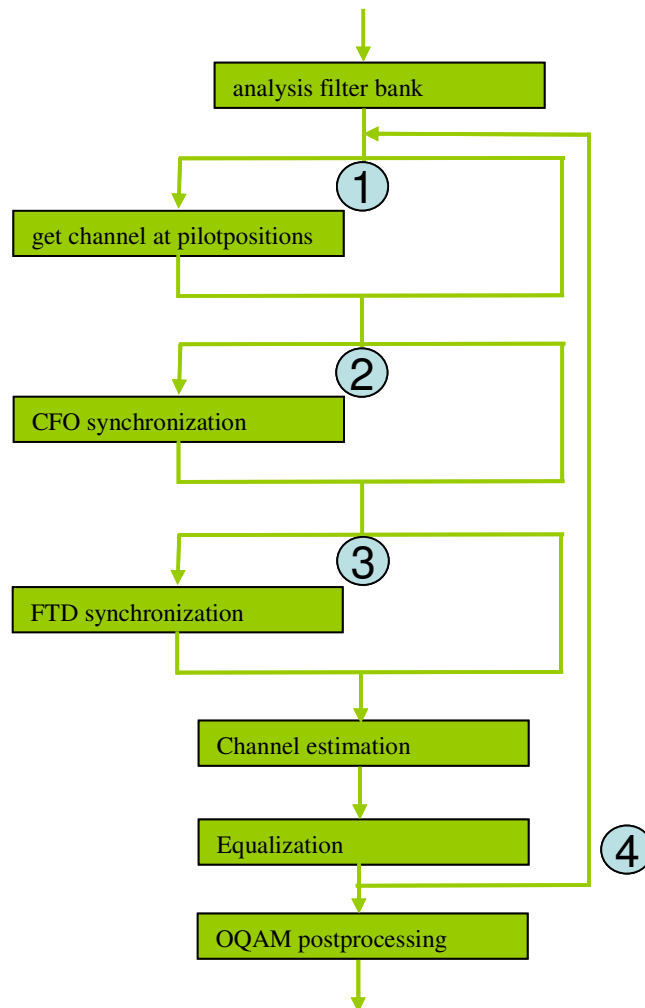 analysis filter bank
1
get channel at pilotpositions
2
CFO synchronization
3
FTD synchronization
Channel estimation
Equalization
4
OQAM postprocessing